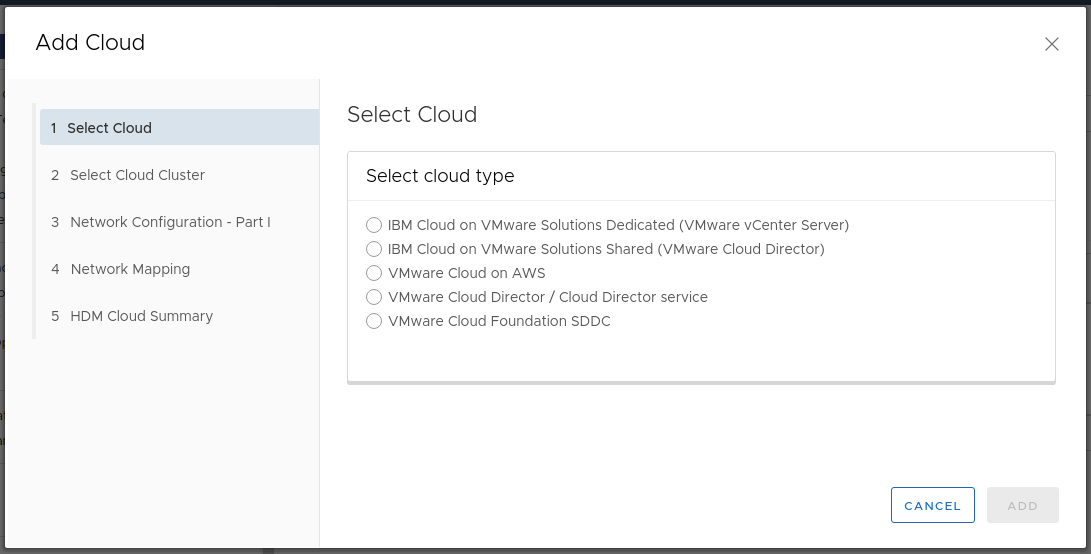 Add Cloud
1 Select Cloud
2 Select Cloud Cluster
3 Network Configuration - Part I
4 Network Mapping
5 HDM Cloud Summary
Select Cloud
Select cloud type
IBM Cloud on VMware Solutions Dedicated (VMware vCenter Server)
IBM Cloud on VMware Solutions Shared (VMware Cloud Director)
VMware Cloud on AWS
VMware Cloud Director / Cloud Director service
VMware Cloud Foundation SDDC
CANCEL
ADD